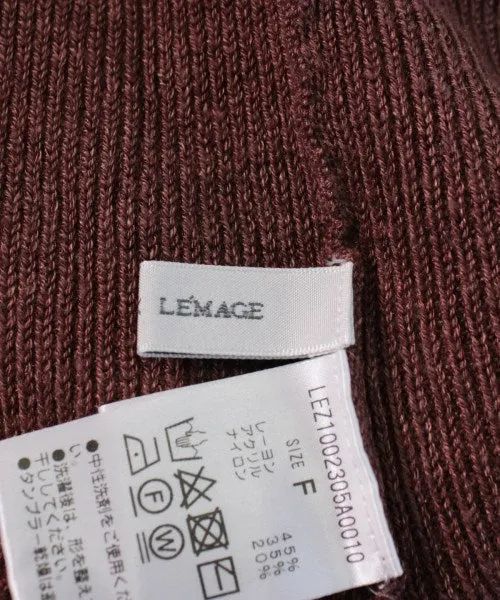 LÉMAGE
LEZ1002305A0010
SIZE F
レーヨン 45%
アクリル 35%
ナイロン 20%
F
W
●中性洗剤をご使用くだ
い。
●洗濯後は、形を整え
干ししてください。
●タンブラー乾燥は